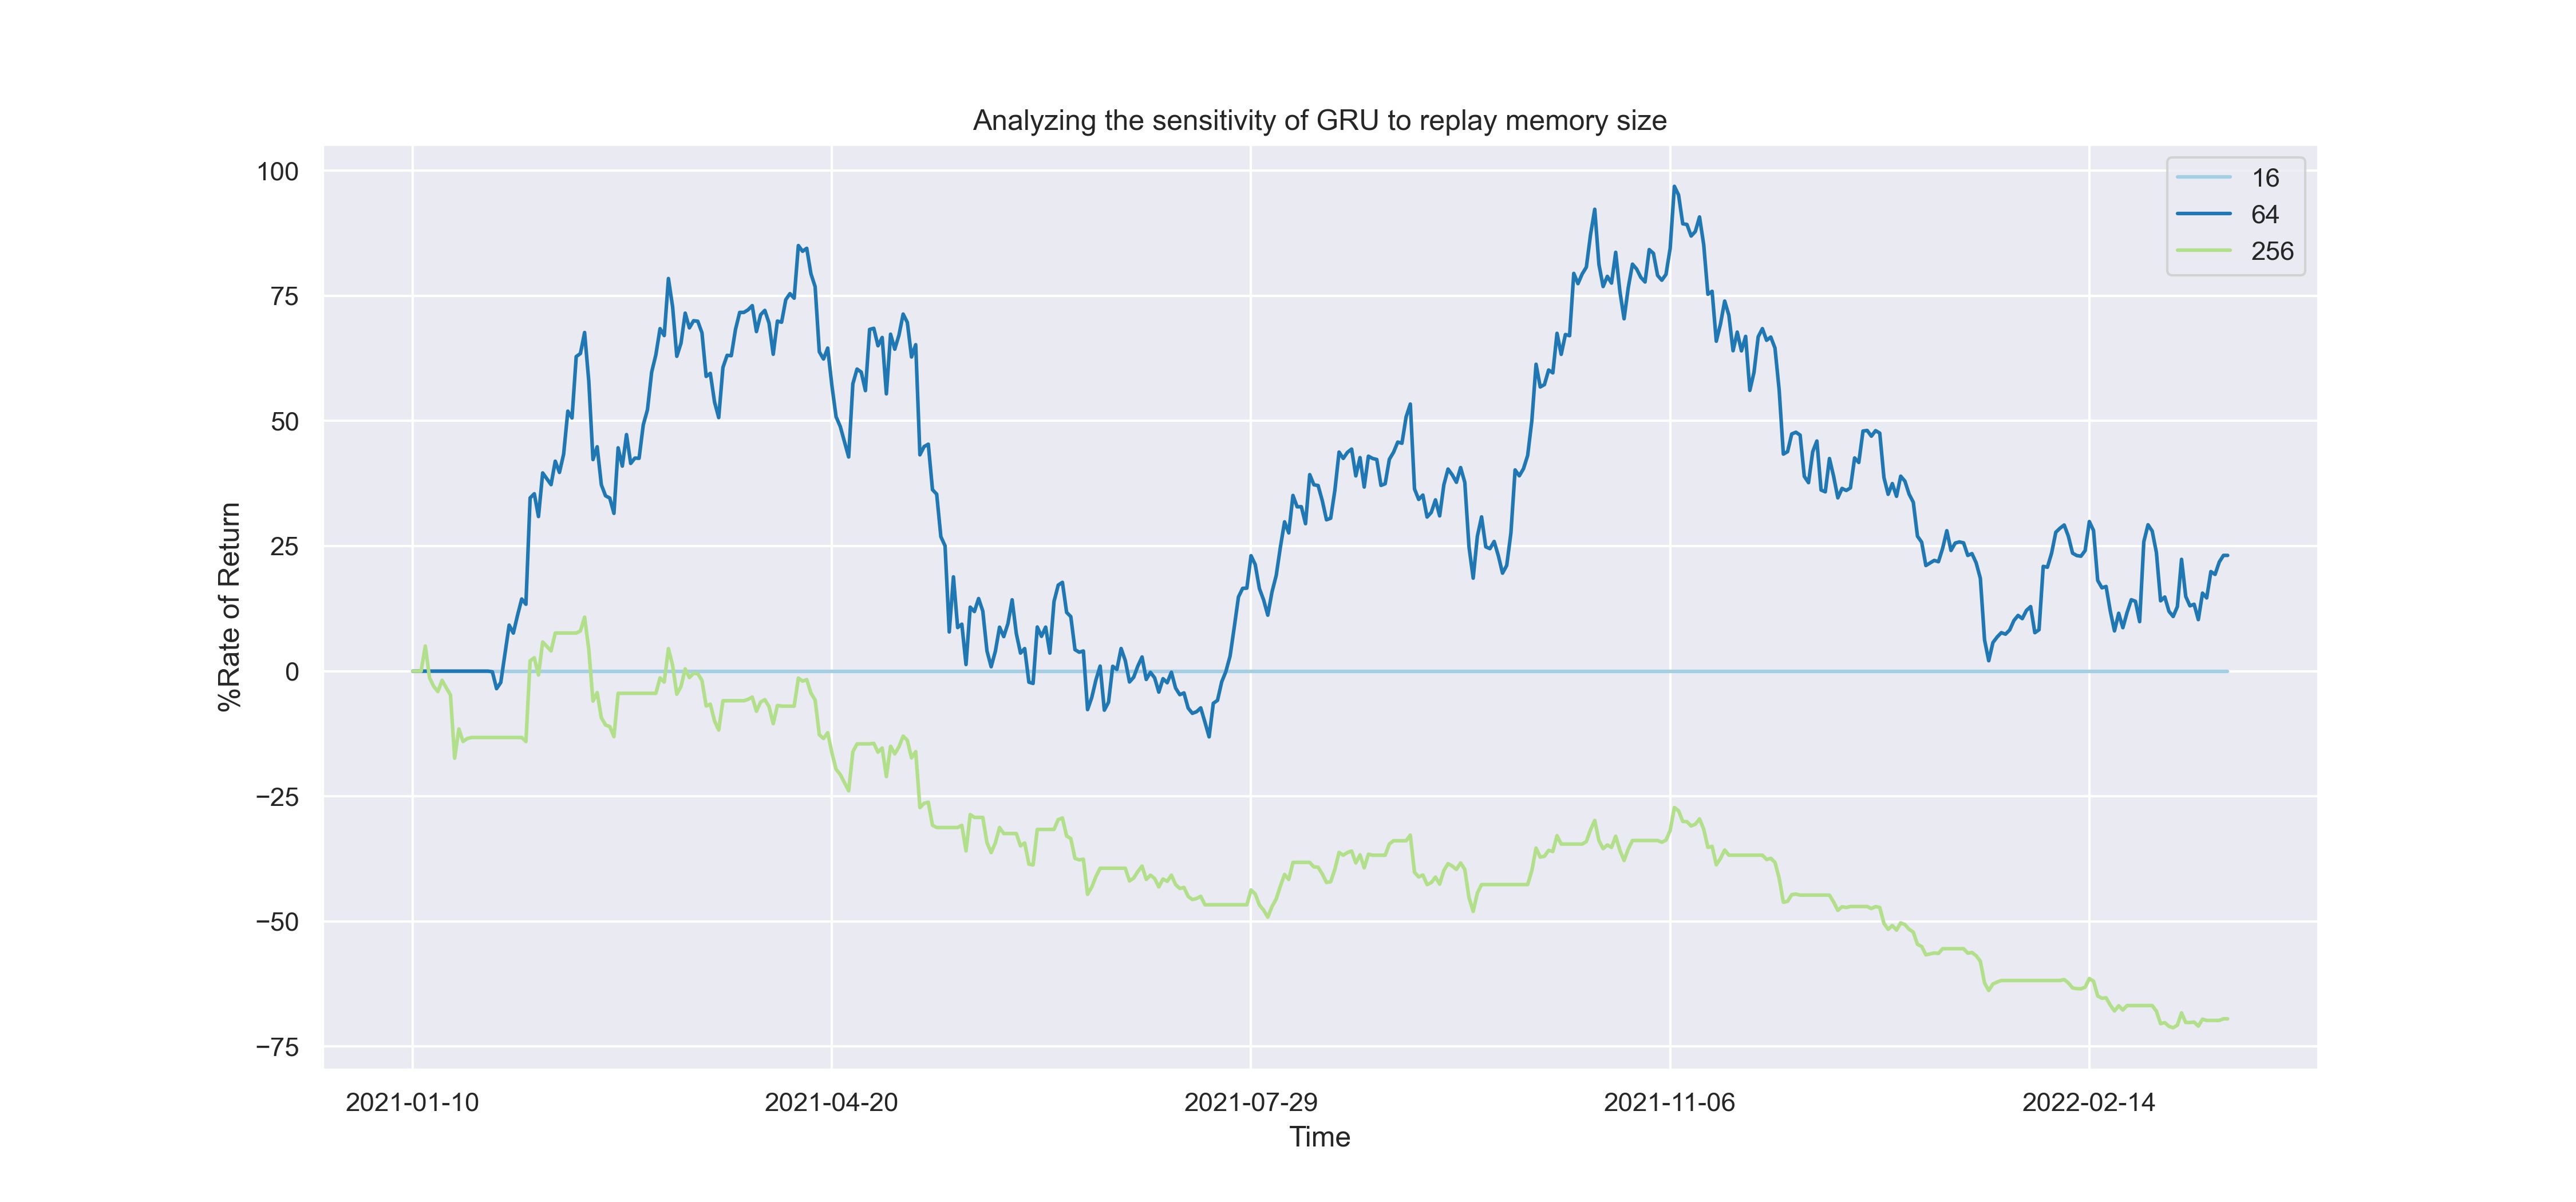 Analyzing the sensitivity of GRU to replay memory size
16
64
256
%Rate of Return
100
75
50
25
0
−25
−50
−75
2021-01-10 2021-04-20 2021-07-29 2021-11-06 2022-02-14
Time